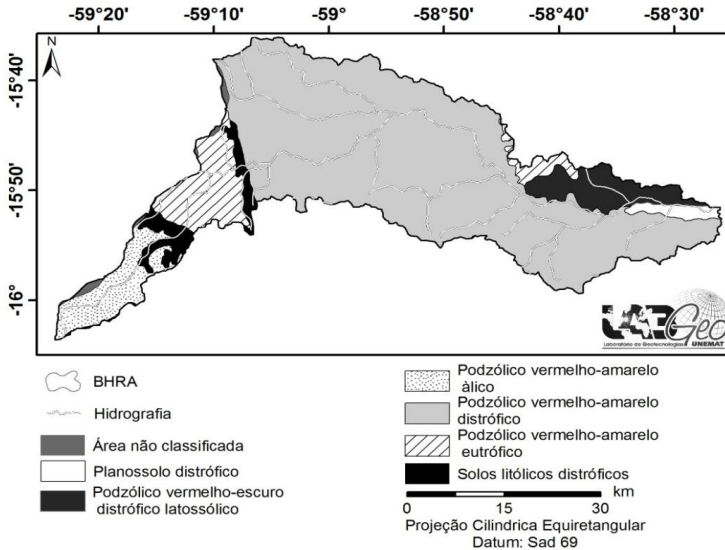 -59°20' -59°10' -59° -58°50' -58°40' -58°30'
N
-15°40'
-15°50'
-16°
LAB Geo
Laboratório de Geotecnologias UNEMAT
BHRA
Hidrografia
Área não classificada
Planossolo distrófico
Podzólico vermelho-escuro
distrófico latossólico
Podzólico vermelho-amarelo
àlico
Podzólico vermelho-amarelo
distrófico
Podzólico vermelho-amarelo
eutrófico
Solos litólicos distróficos
km
0 15 30
Projeção Cilindrica Equiretangular
Datum: Sad 69